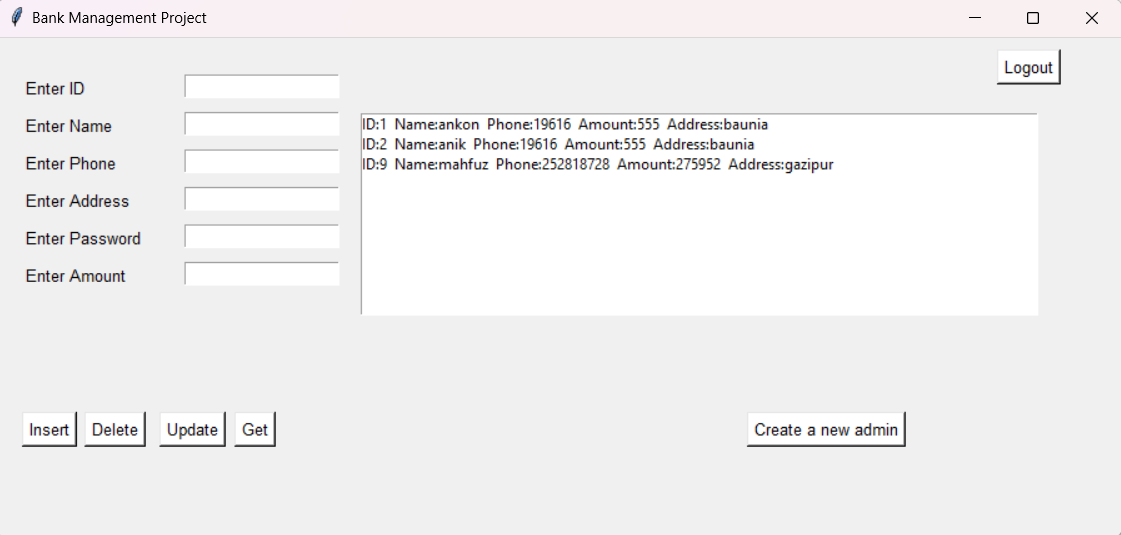 Bank Management Project
Logout
Enter ID
Enter Name
Enter Phone
Enter Address
Enter Password
Enter Amount
ID:1 Name:ankon Phone:19616 Amount:555 Address:baunia
ID:2 Name:anik Phone:19616 Amount:555 Address:baunia
ID:9 Name:mahfuz Phone:252818728 Amount:275952 Address:gazipur
Insert Delete Update Get Create a new admin